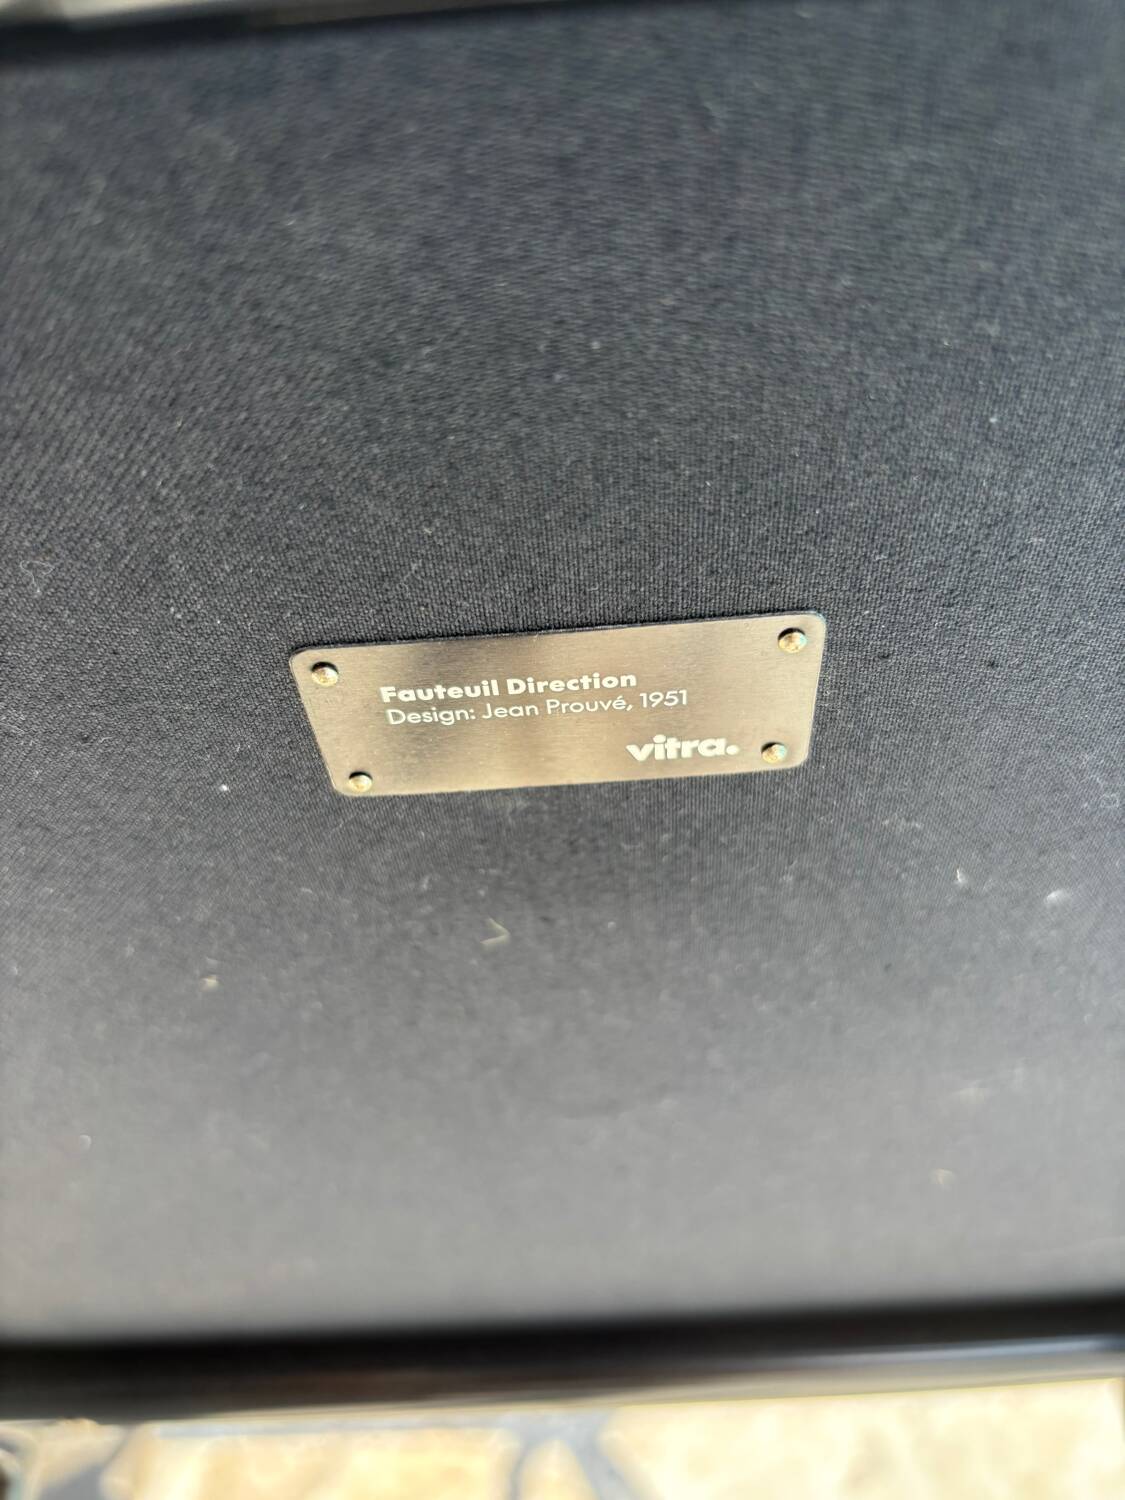 Fauteuil Direction
Design: Jean Prouvé, 1951
vitra.